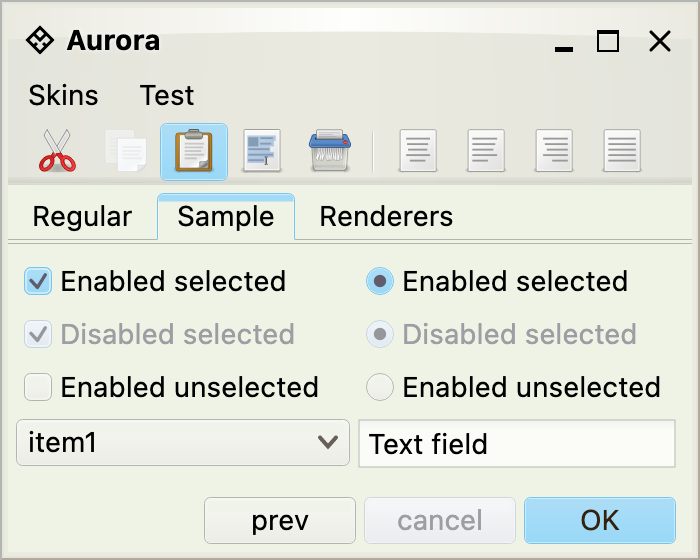 Aurora
Skins Test
Regular Sample Renderers
Enabled selected Enabled selected
Disabled selected Disabled selected
Enabled unselected Enabled unselected
item1 Text field
prev cancel OK